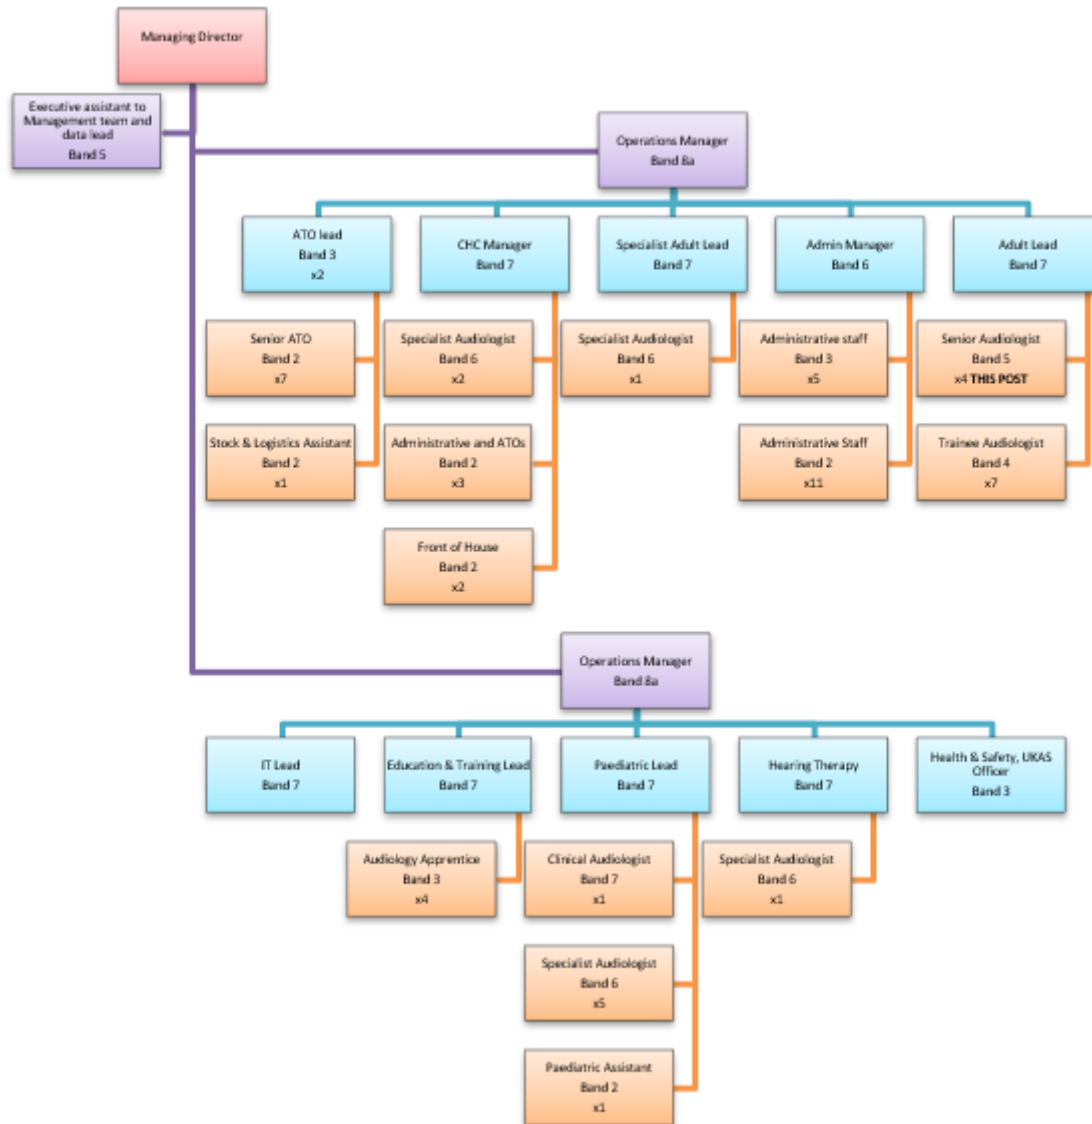 Managing Director
Executive assistant to
Management team and
data lead
Band 5
Operations Manager
Band 8a
ATO lead
Band 3
x2
CHC Manager
Band 7
Specialist Adult Lead
Band 7
Admin Manager
Band 6
Adult Lead
Band 7
Senior ATO
Band 2
x7
Specialist Audiologist
Band 6
x2
Specialist Audiologist
Band 6
x1
Administrative staff
Band 3
x5
Senior Audiologist
Band 5
x4 THIS POST
Stock & Logistics Assistant
Band 2
x1
Administrative and ATOs
Band 2
x3
Administrative Staff
Band 2
x11
Trainee Audiologist
Band 4
x7
Front of House
Band 2
x2
Operations Manager
Band 8a
IT Lead
Band 7
Education & Training Lead
Band 7
Paediatric Lead
Band 7
Hearing Therapy
Band 7
Health & Safety, UKAS
Officer
Band 3
Audiology Apprentice
Band 3
x4
Clinical Audiologist
Band 7
x1
Specialist Audiologist
Band 6
x1
Specialist Audiologist
Band 6
x5
Paediatric Assistant
Band 2
x1